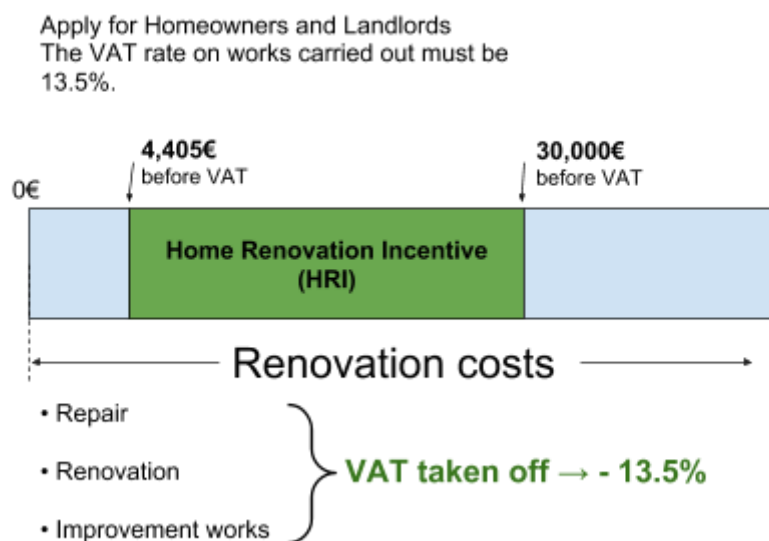 Apply for Homeowners and Landlords
The VAT rate on works carried out must be
13.5%.
4,405€
before VAT
30,000€
before VAT
0€
Home Renovation Incentive
(HRI)
Renovation costs
• Repair
• Renovation
• Improvement works
VAT taken off → - 13.5%